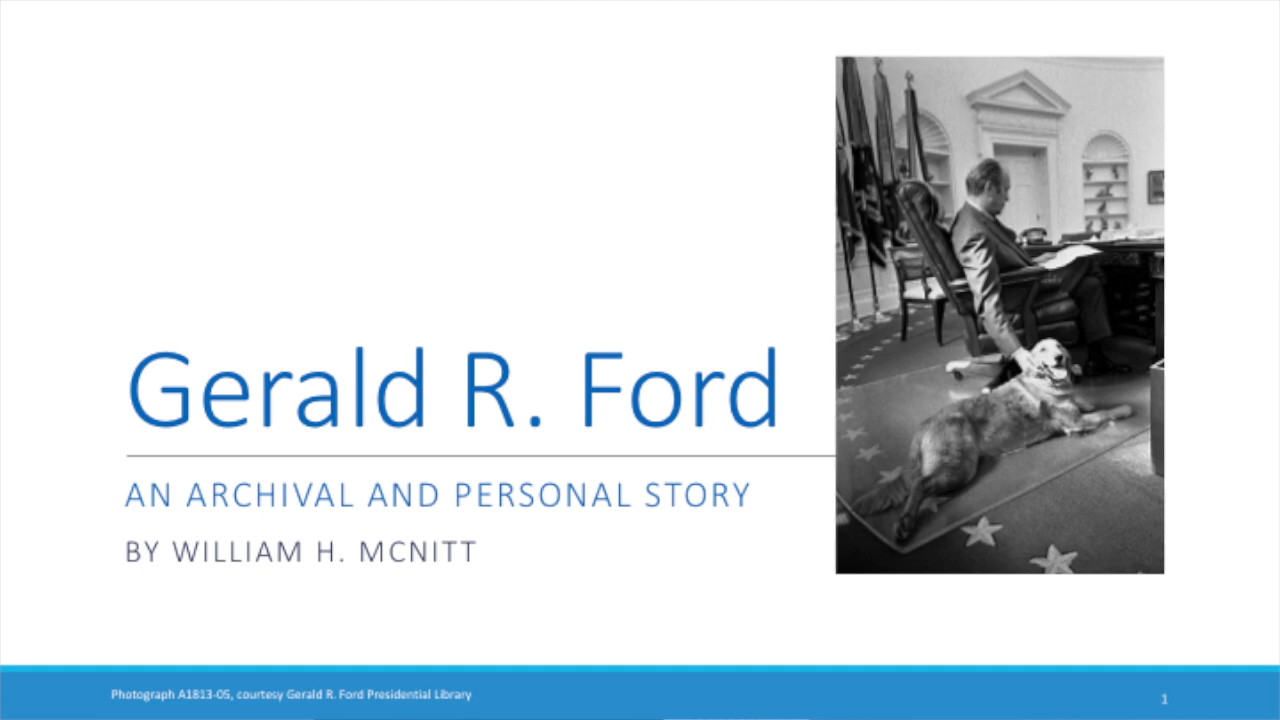 Gerald R. Ford
AN ARCHIVAL AND PERSONAL STORY
BY WILLIAM H. MCNITT
Photograph A1813-05, courtesy Gerald R. Ford Presidential Library
1